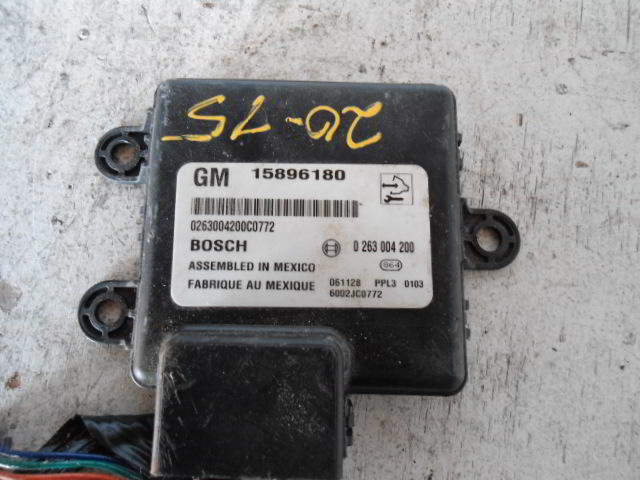 20-75
GM 15896180
0263004200C0772
BOSCH 0 263 004 200
ASSEMBLED IN MEXICO 864
FABRIQUE AU MEXIQUE 061128 PPL3 0103
6002JC0772